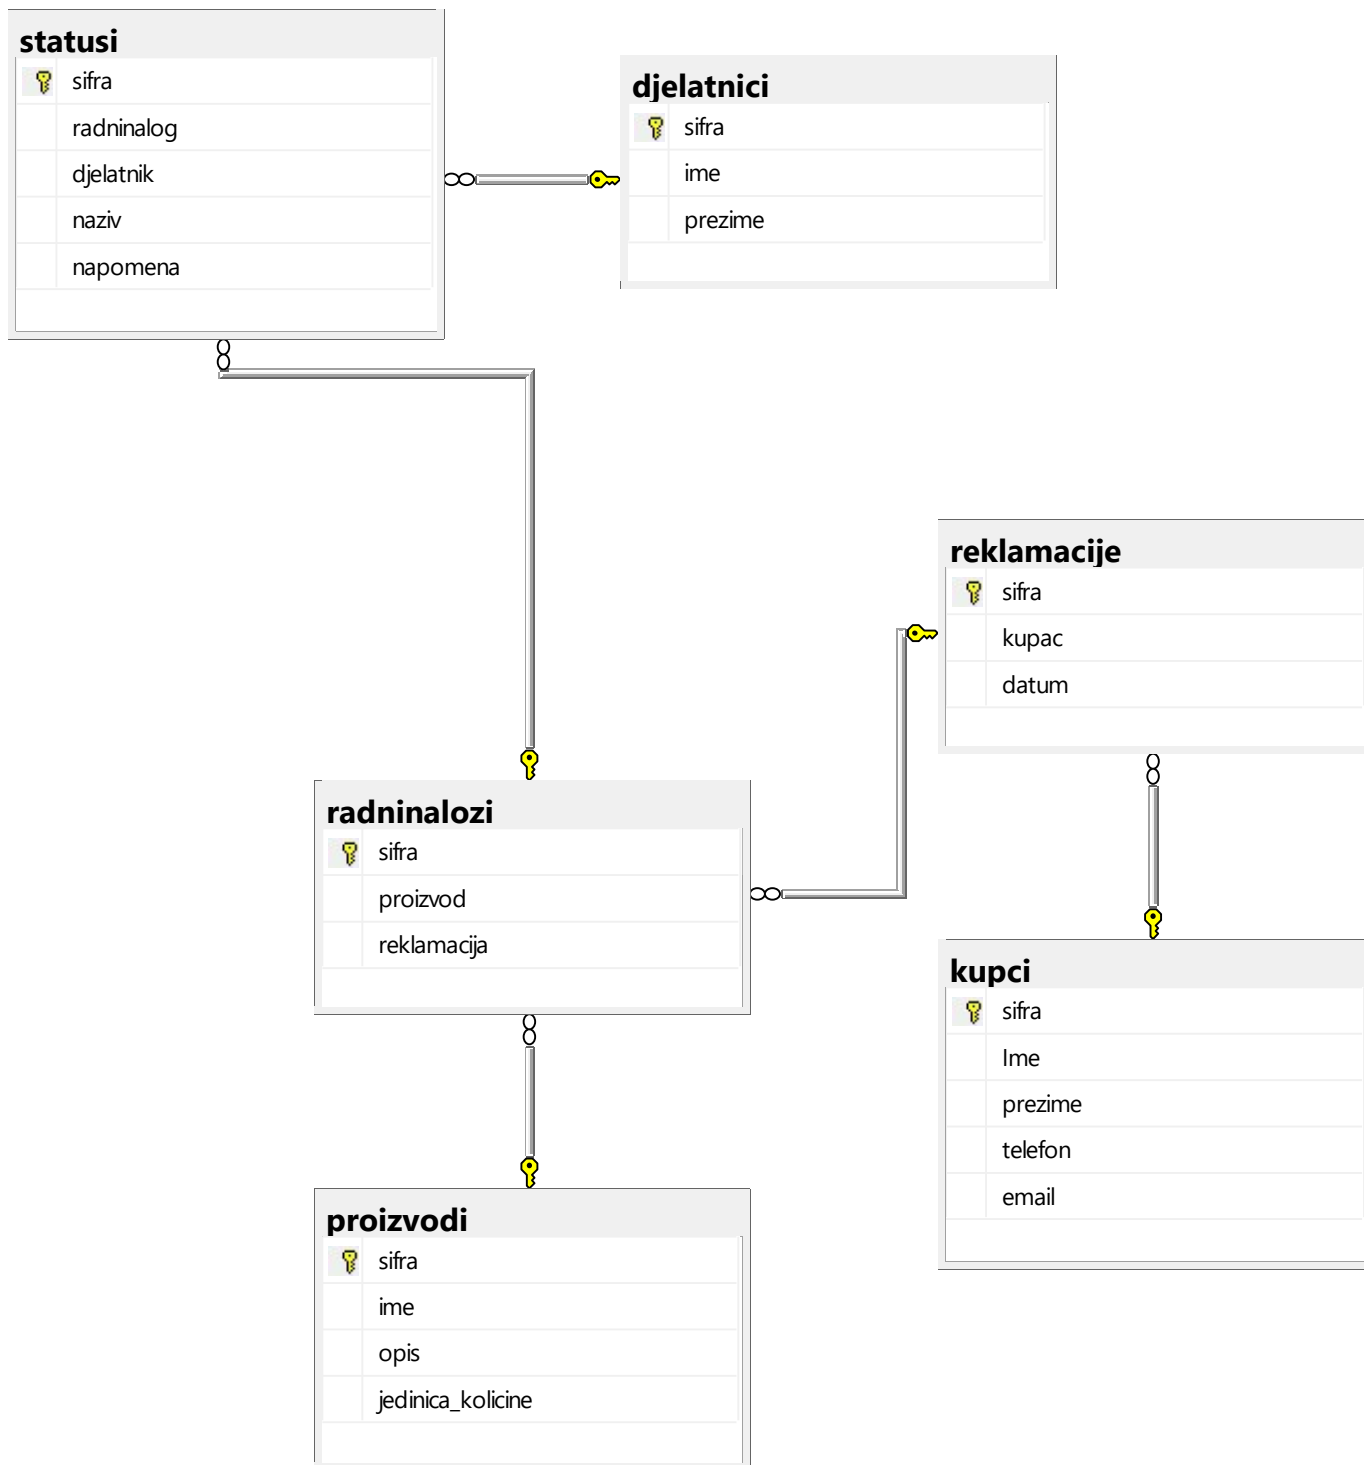 statusi
sifra
radninalog
djelatnik
naziv
napomena
djelatnici
sifra
ime
prezime
reklamacije
sifra
kupac
datum
radninalozi
sifra
proizvod
reklamacija
kupci
sifra
Ime
prezime
telefon
email
proizvodi
sifra
ime
opis
jedinica_kolicine